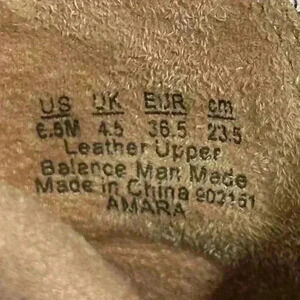 US UK EUR cm
6.5M 4.5 36.5 23.5
Leather Upper
Balance Man Made
Made in China 902161
AMARA